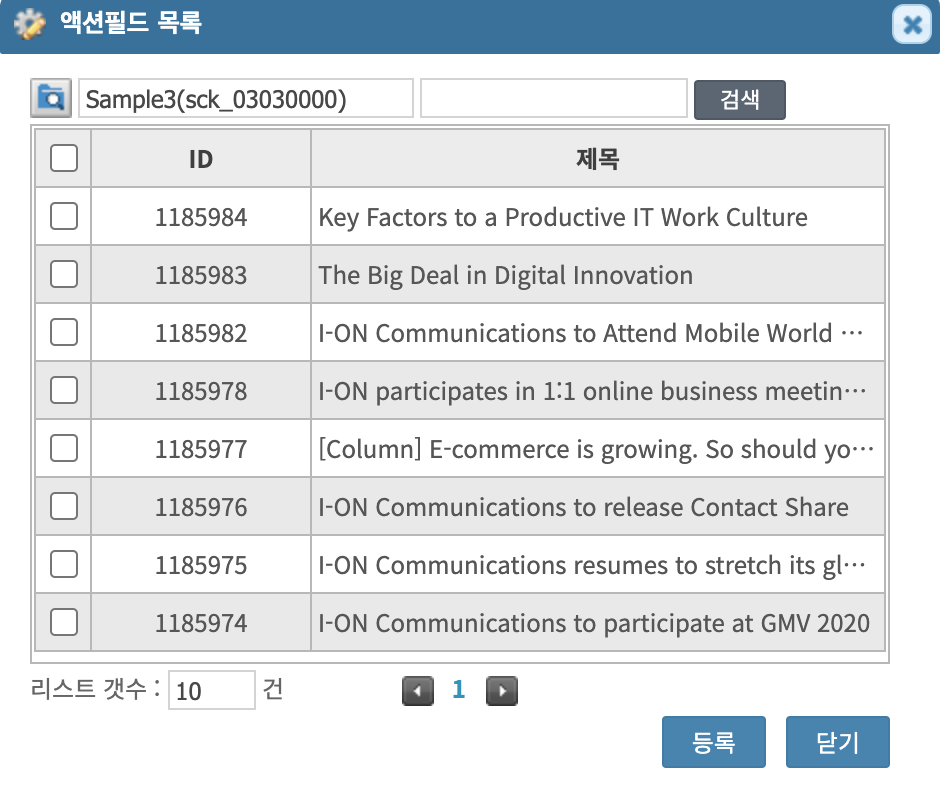 액션필드 목록
Sample3(sck_03030000) 검색
ID 제목
1185984 Key Factors to a Productive IT Work Culture
1185983 The Big Deal in Digital Innovation
1185982 I-ON Communications to Attend Mobile World ···
1185978 I-ON participates in 1:1 online business meetin···
1185977 [Column] E-commerce is growing. So should yo···
1185976 I-ON Communications to release Contact Share
1185975 I-ON Communications resumes to stretch its gl···
1185974 I-ON Communications to participate at GMV 2020
리스트 갯수 : 10 건 1
등록 닫기